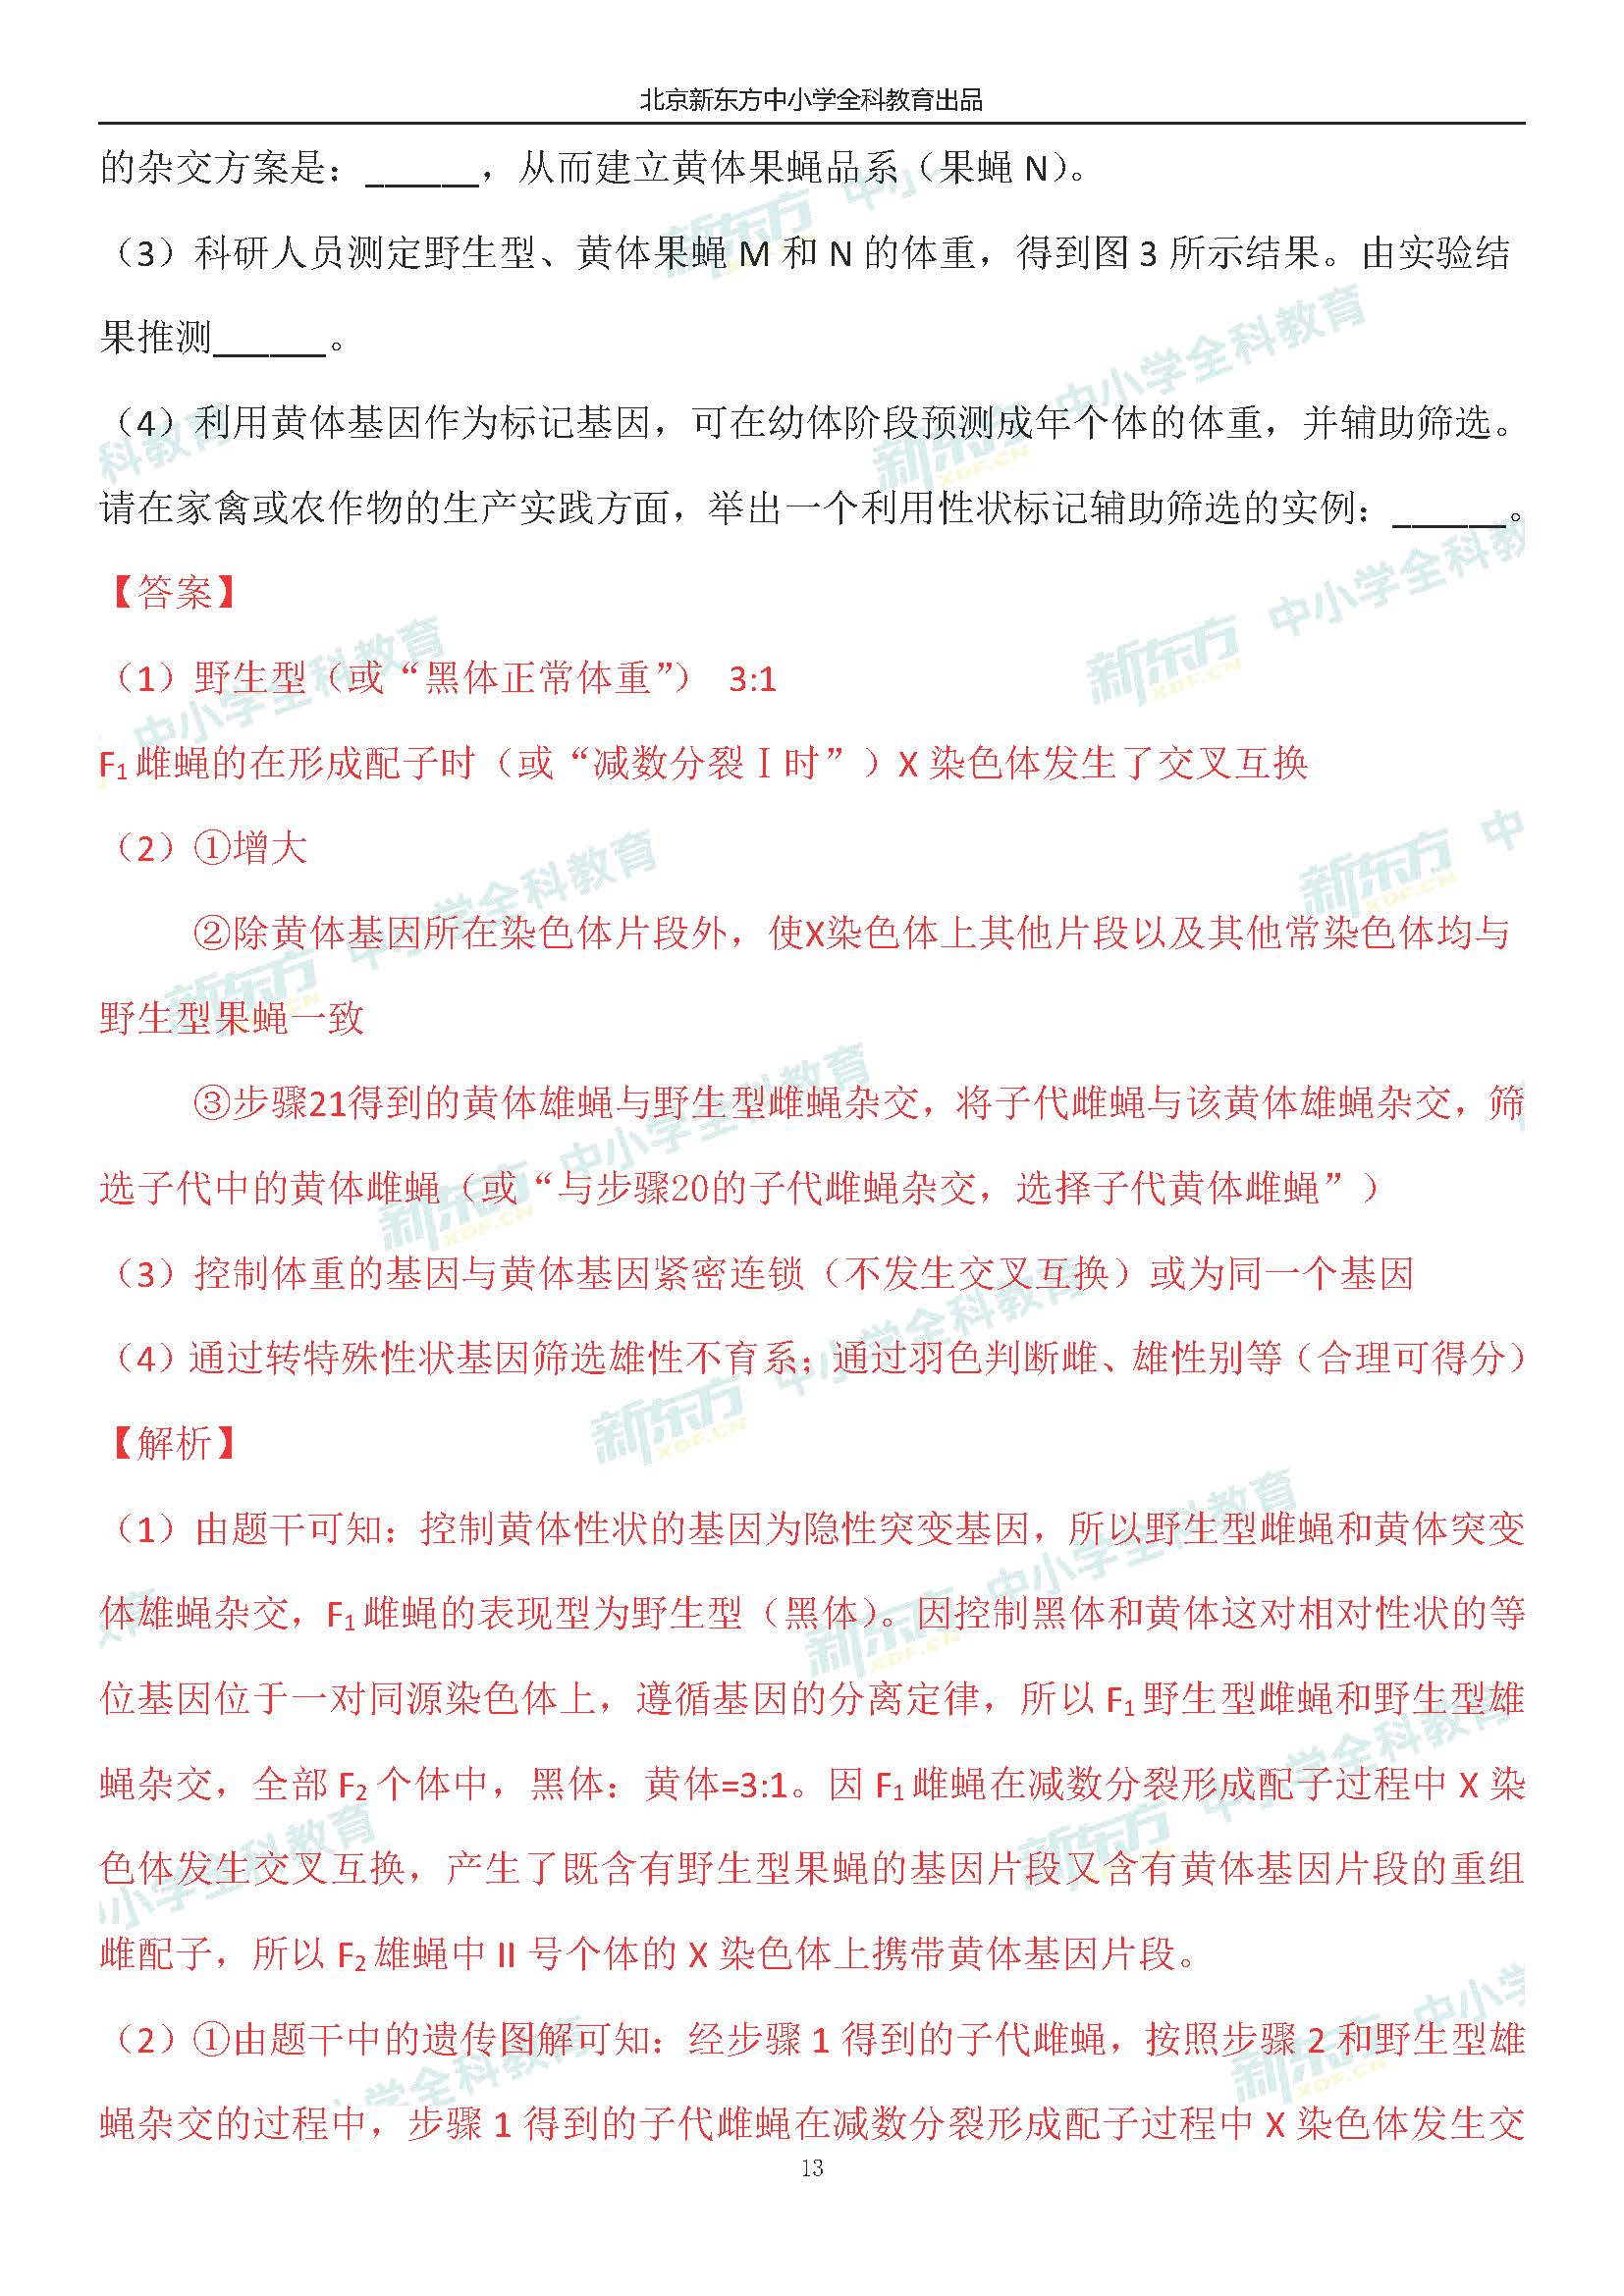 北京新东方中小学全科教育出品
的杂交方案是：______，从而建立黄体果蝇品系（果蝇 N）。
（3）科研人员测定野生型、黄体果蝇 M 和 N 的体重，得到图 3 所示结果。由实验结
果推测______。
（4）利用黄体基因作为标记基因，可在幼体阶段预测成年个体的体重，并辅助筛选。
请在家禽或农作物的生产实践方面，举出一个利用性状标记辅助筛选的实例：______。
【答案】
（1）野生型（或“黑体正常体重”） 3:1
F₁雌蝇的在形成配子时（或“减数分裂Ⅰ时”）X 染色体发生了交叉互换
（2）①增大
②除黄体基因所在染色体片段外，使X染色体上其他片段以及其他常染色体均与
野生型果蝇一致
③步骤21得到的黄体雄蝇与野生型雌蝇杂交，将子代雌蝇与该黄体雄蝇杂交，筛
选子代中的黄体雌蝇（或“与步骤20的子代雌蝇杂交，选择子代黄体雌蝇”）
（3）控制体重的基因与黄体基因紧密连锁（不发生交叉互换）或为同一个基因
（4）通过转特殊性状基因筛选雄性不育系；通过羽色判断雌、雄性别等（合理可得分）
【解析】
（1）由题干可知：控制黄体性状的基因为隐性突变基因，所以野生型雌蝇和黄体突变
体雄蝇杂交，F₁雌蝇的表现型为野生型（黑体）。因控制黑体和黄体这对相对性状的等
位基因位于一对同源染色体上，遵循基因的分离定律，所以 F₁野生型雌蝇和野生型雄
蝇杂交，全部 F₂个体中，黑体：黄体=3:1。因 F₁雌蝇在减数分裂形成配子过程中 X 染
色体发生交叉互换，产生了既含有野生型果蝇的基因片段又含有黄体基因片段的重组
雌配子，所以 F₂雄蝇中 II 号个体的 X 染色体上携带黄体基因片段。
（2）①由题干中的遗传图解可知：经步骤 1 得到的子代雌蝇，按照步骤 2 和野生型雄
蝇杂交的过程中，步骤 1 得到的子代雌蝇在减数分裂形成配子过程中 X 染色体发生交
13
新东方 XDF.CN 中小学全科教育